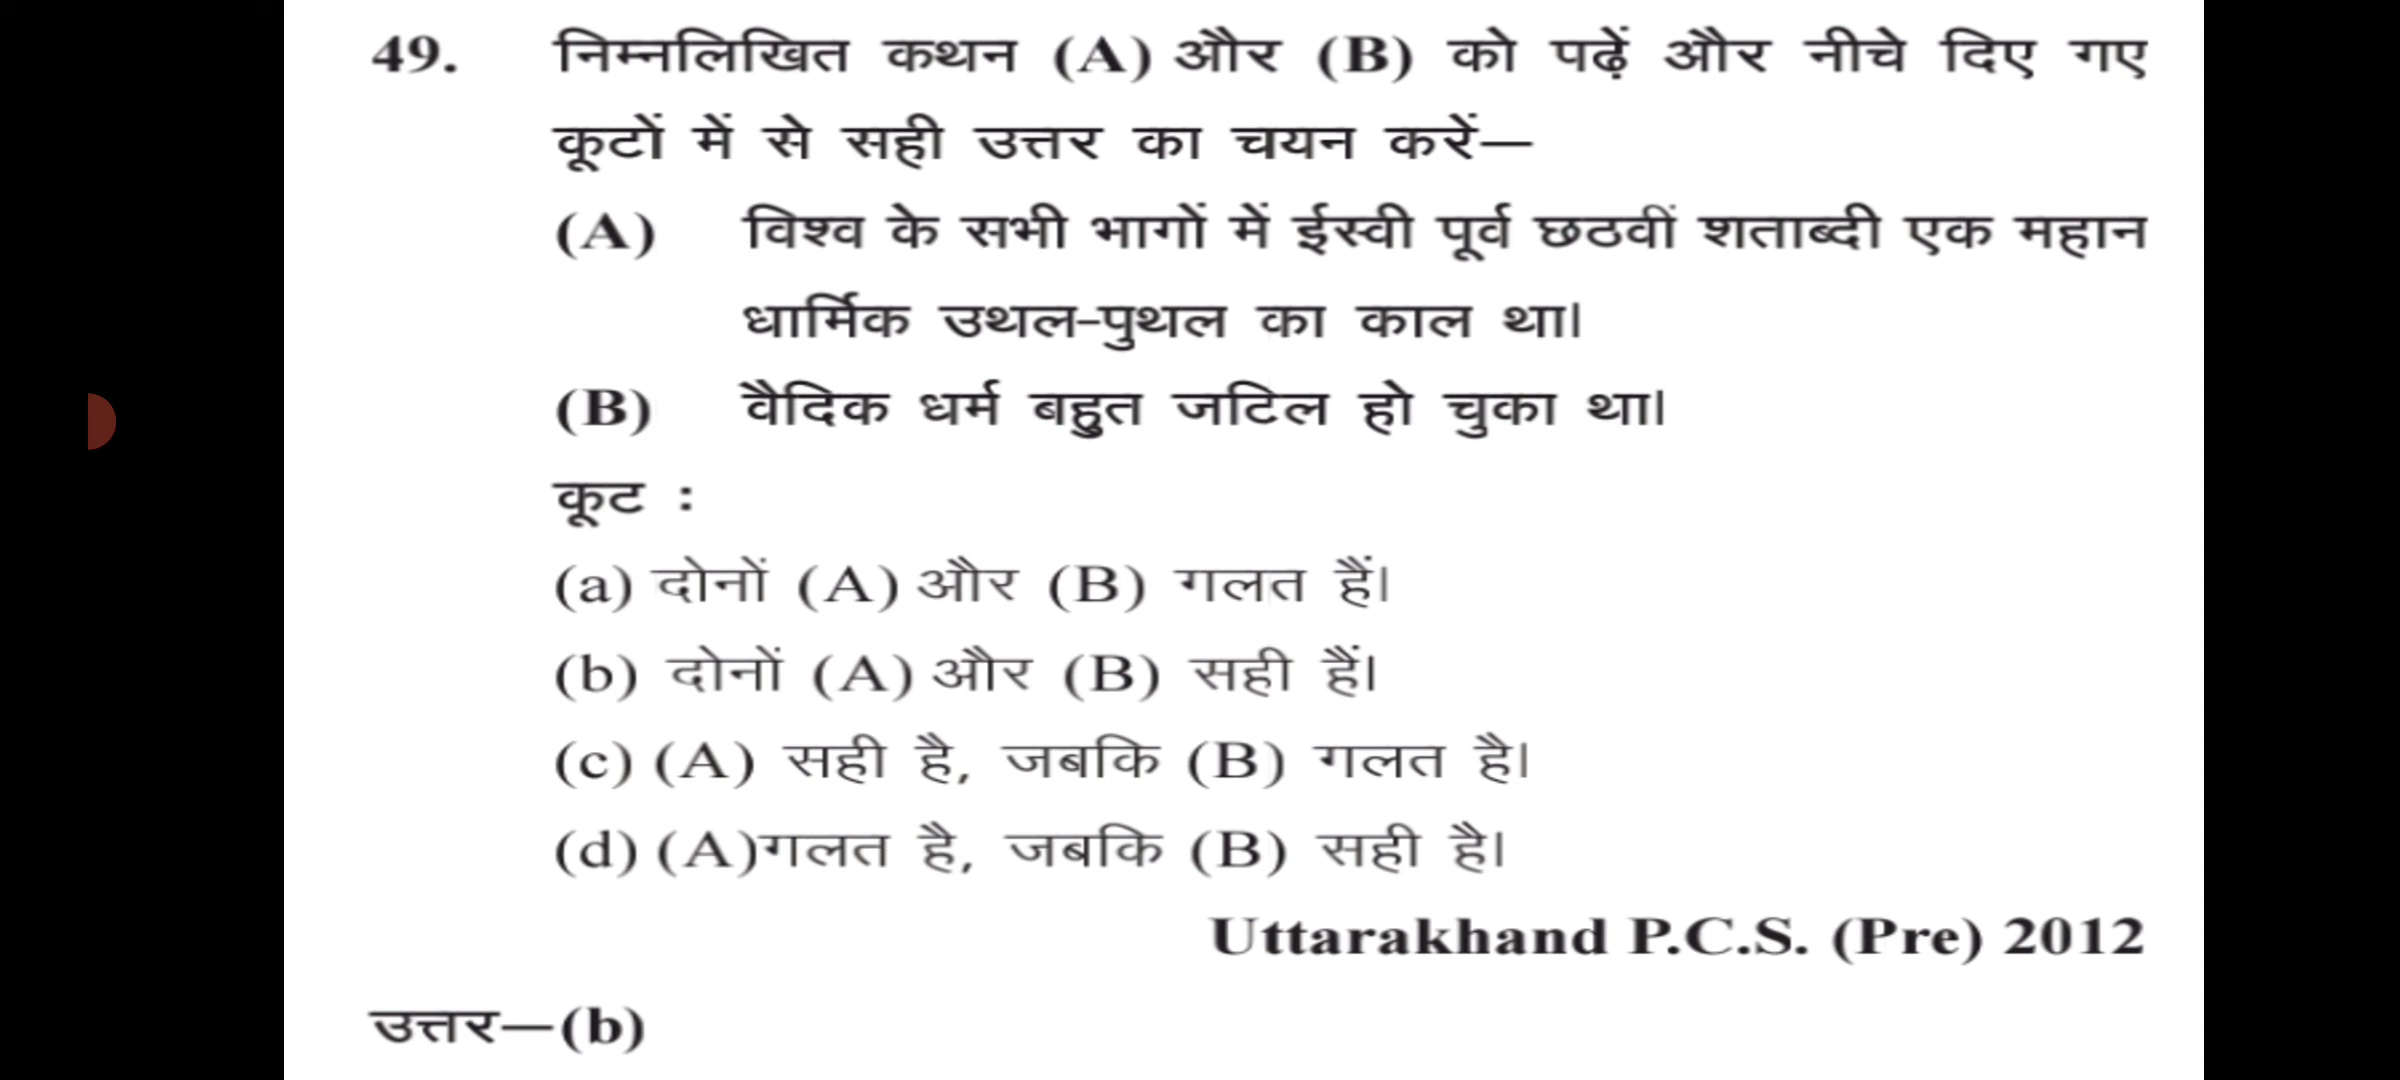 49. निम्नलिखित कथन (A) और (B) को पढ़ें और नीचे दिए गए
कूटों में से सही उत्तर का चयन करें—
(A) विश्व के सभी भागों में ईस्वी पूर्व छठवीं शताब्दी एक महान
धार्मिक उथल-पुथल का काल था।
(B) वैदिक धर्म बहुत जटिल हो चुका था।
कूट :
(a) दोनों (A) और (B) गलत हैं।
(b) दोनों (A) और (B) सही हैं।
(c) (A) सही है, जबकि (B) गलत है।
(d) (A)गलत है, जबकि (B) सही है।
Uttarakhand P.C.S. (Pre) 2012
उत्तर—(b)